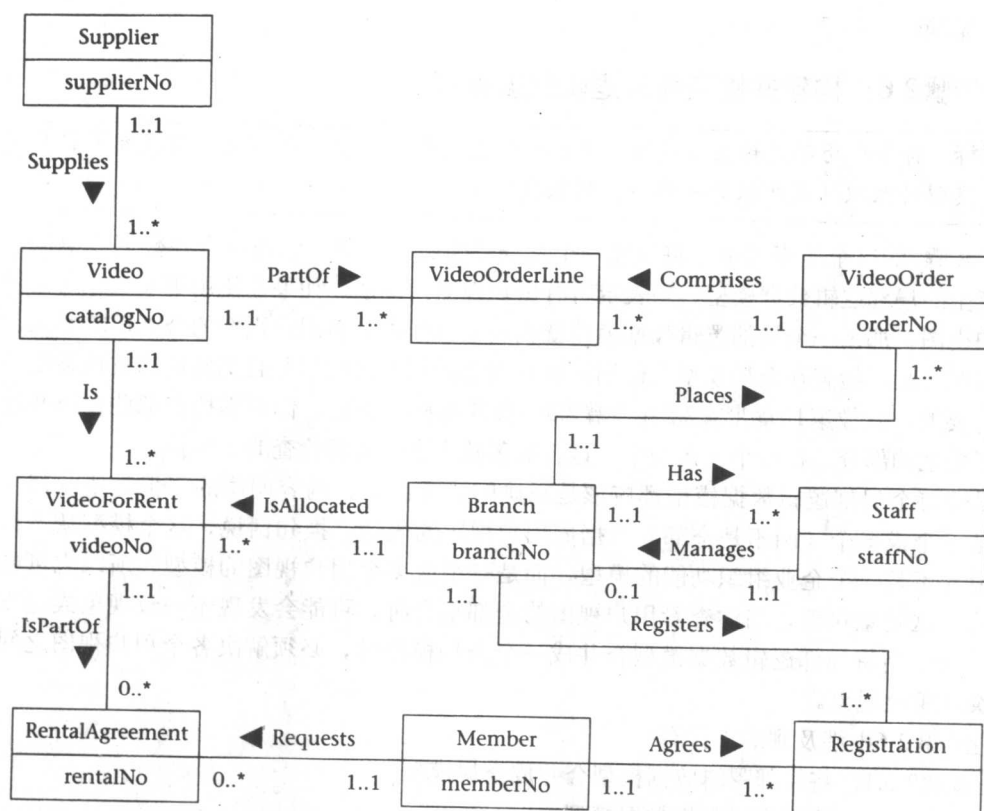 Supplier
supplierNo
1..1
Supplies ▼
1..*
Video
catalogNo
PartOf ▶
1..1
1..*
VideoOrderLine
◀ Comprises
1..*
1..1
VideoOrder
orderNo
1..1
Is
▼
1..*
1..*
Places ▶
1..1
VideoForRent
videoNo
◀ IsAllocated
1..*
1..1
Branch
branchNo
Has ▶
1..1
1..*
◀ Manages
0..1
1..1
Staff
staffNo
1..1
IsPartOf
▼
0..*
1..1
Registers ▶
1..*
RentalAgreement
rentalNo
◀ Requests
0..*
1..1
Member
memberNo
Agrees ▶
1..1
1..*
Registration